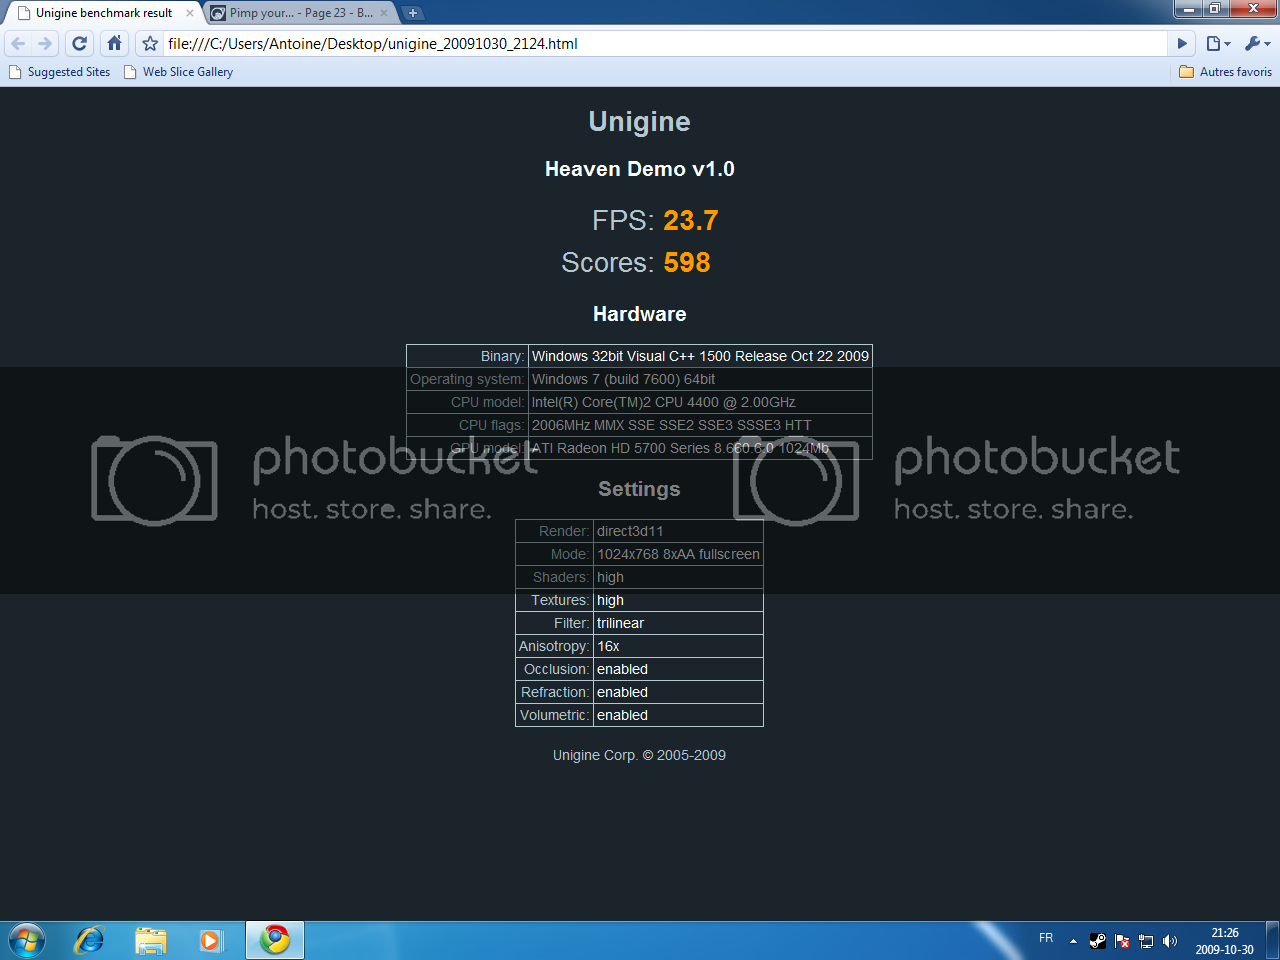 Unigine benchmark result
Pimp your... - Page 23 - B...
file:///C:/Users/Antoine/Desktop/unigine_20091030_2124.html
Suggested Sites
Web Slice Gallery
Autres favoris
Unigine
Heaven Demo v1.0
FPS: 23.7
Scores: 598
Hardware
Binary: Windows 32bit Visual C++ 1500 Release Oct 22 2009
Operating system: Windows 7 (build 7600) 64bit
CPU model: Intel(R) Core(TM)2 CPU 4400 @ 2.00GHz
CPU flags: 2006MHz MMX SSE SSE2 SSE3 SSSE3 HTT
GPU model: ATI Radeon HD 5700 Series 8.660.6.0 1024Mb
photobucket
host. store. share.
photobucket
host. store. share.
Settings
Render: direct3d11
Mode: 1024x768 8xAA fullscreen
Shaders: high
Textures: high
Filter: trilinear
Anisotropy: 16x
Occlusion: enabled
Refraction: enabled
Volumetric: enabled
Unigine Corp. © 2005-2009
FR
21:26
2009-10-30